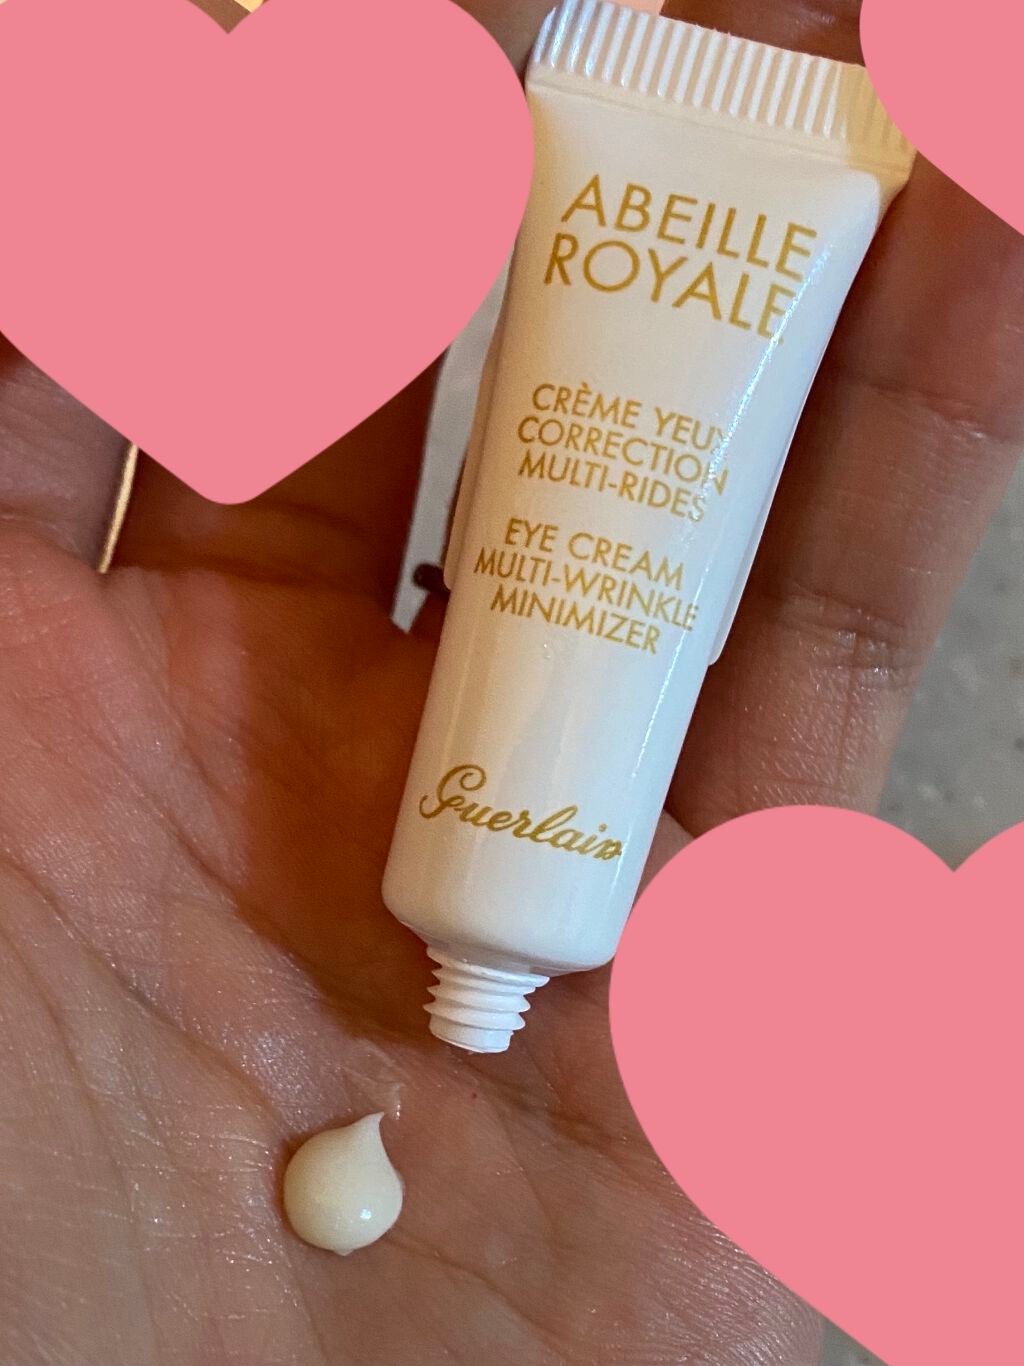 ABEILLE
ROYALE
CRÈME YEUX
CORRECTION
MULTI-RIDES
EYE CREAM
MULTI-WRINKLE
MINIMIZER
Guerlain